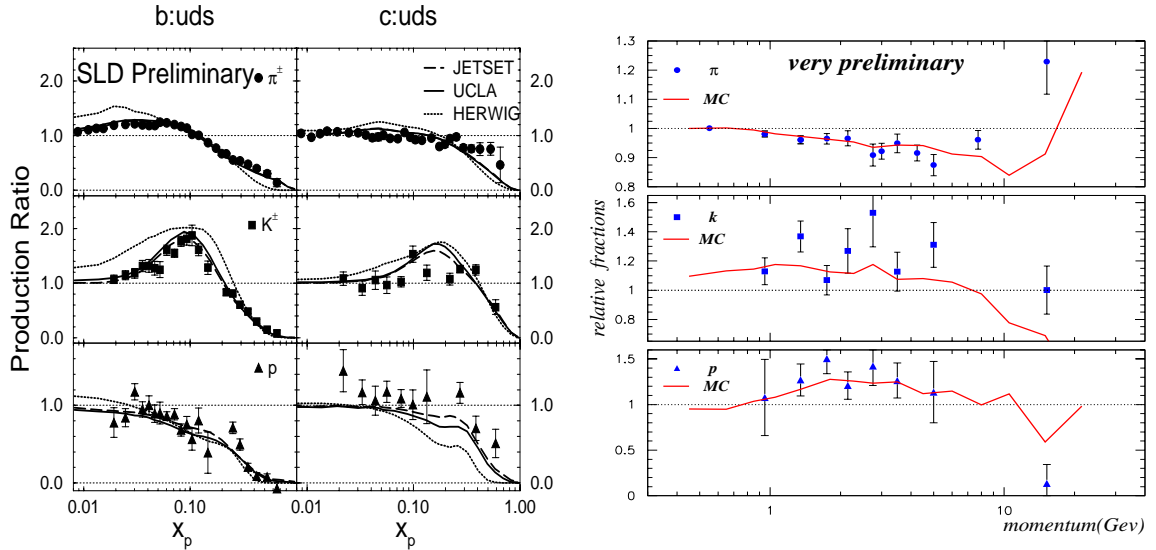 b:uds
c:uds
SLD Preliminary
π±
JETSET
UCLA
HERWIG
2.0
1.0
0.0
2.0
1.0
0.0
K±
2.0
1.0
0.0
2.0
1.0
0.0
p
1.0
0.0
1.0
0.0
0.01
0.10
0.01
0.10
1.00
xp
xp
Production Ratio
very preliminary
π
MC
1.3
1.2
1.1
1
0.9
0.8
k
MC
1.6
1.4
1.2
1
0.8
p
MC
1.5
1
0.5
0
1
10
relative fractions
momentum(Gev)